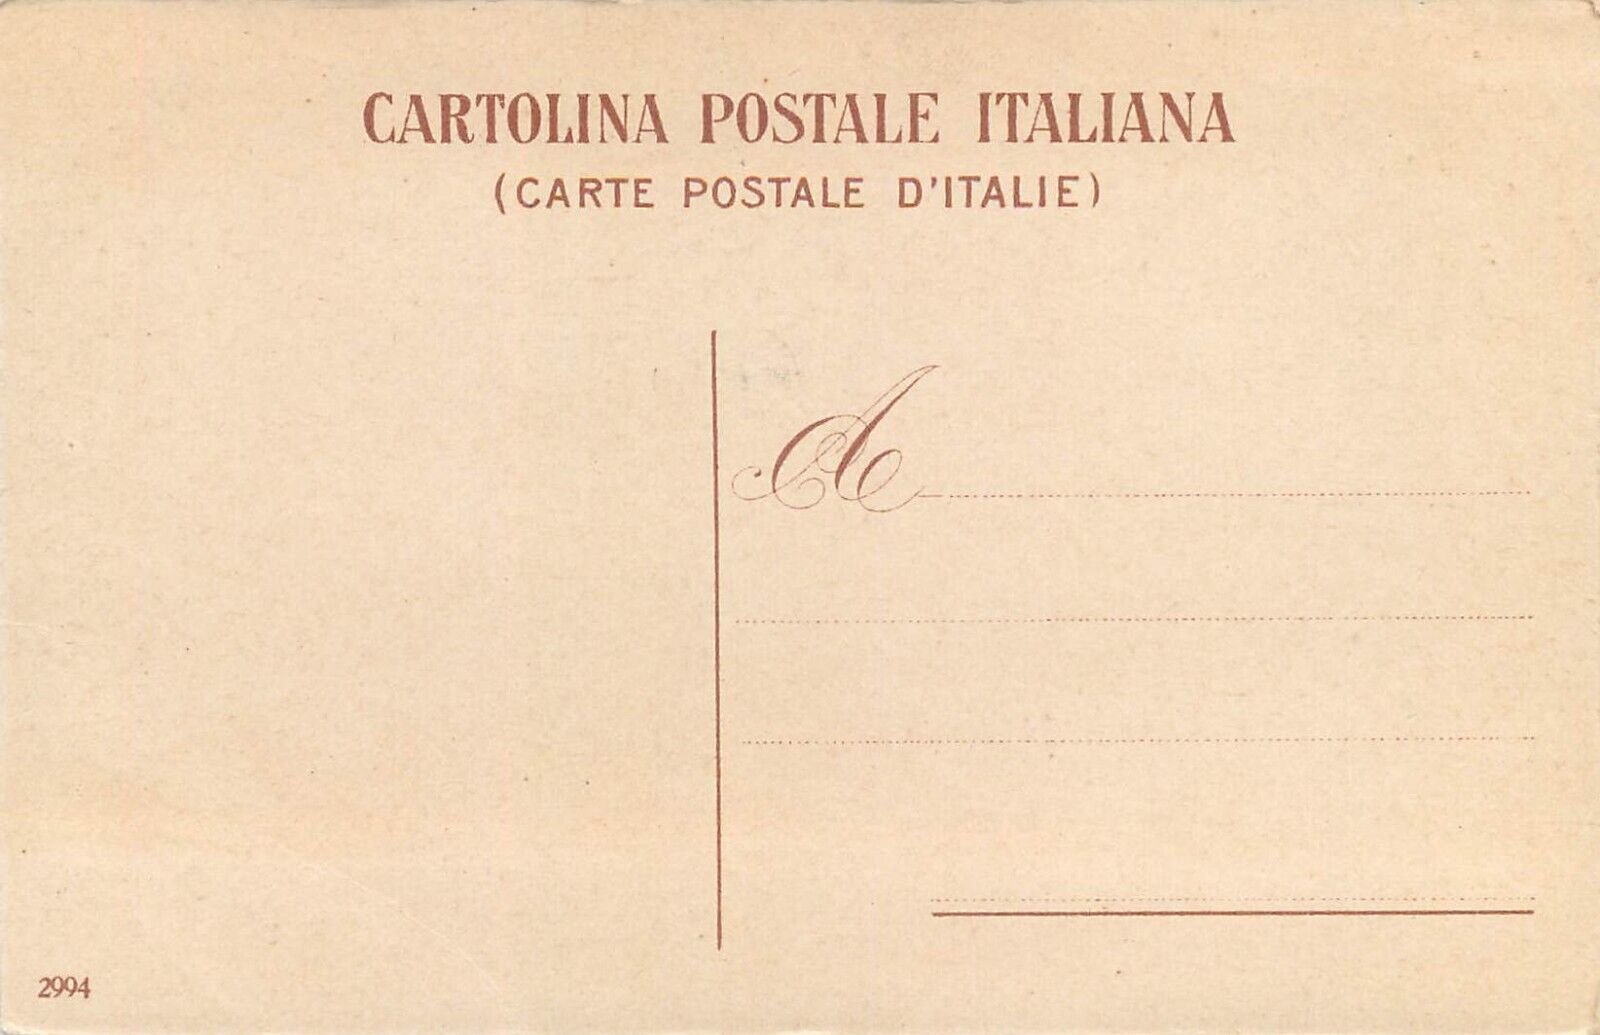 CARTOLINA POSTALE ITALIANA
(CARTE POSTALE D'ITALIE)
A
2994